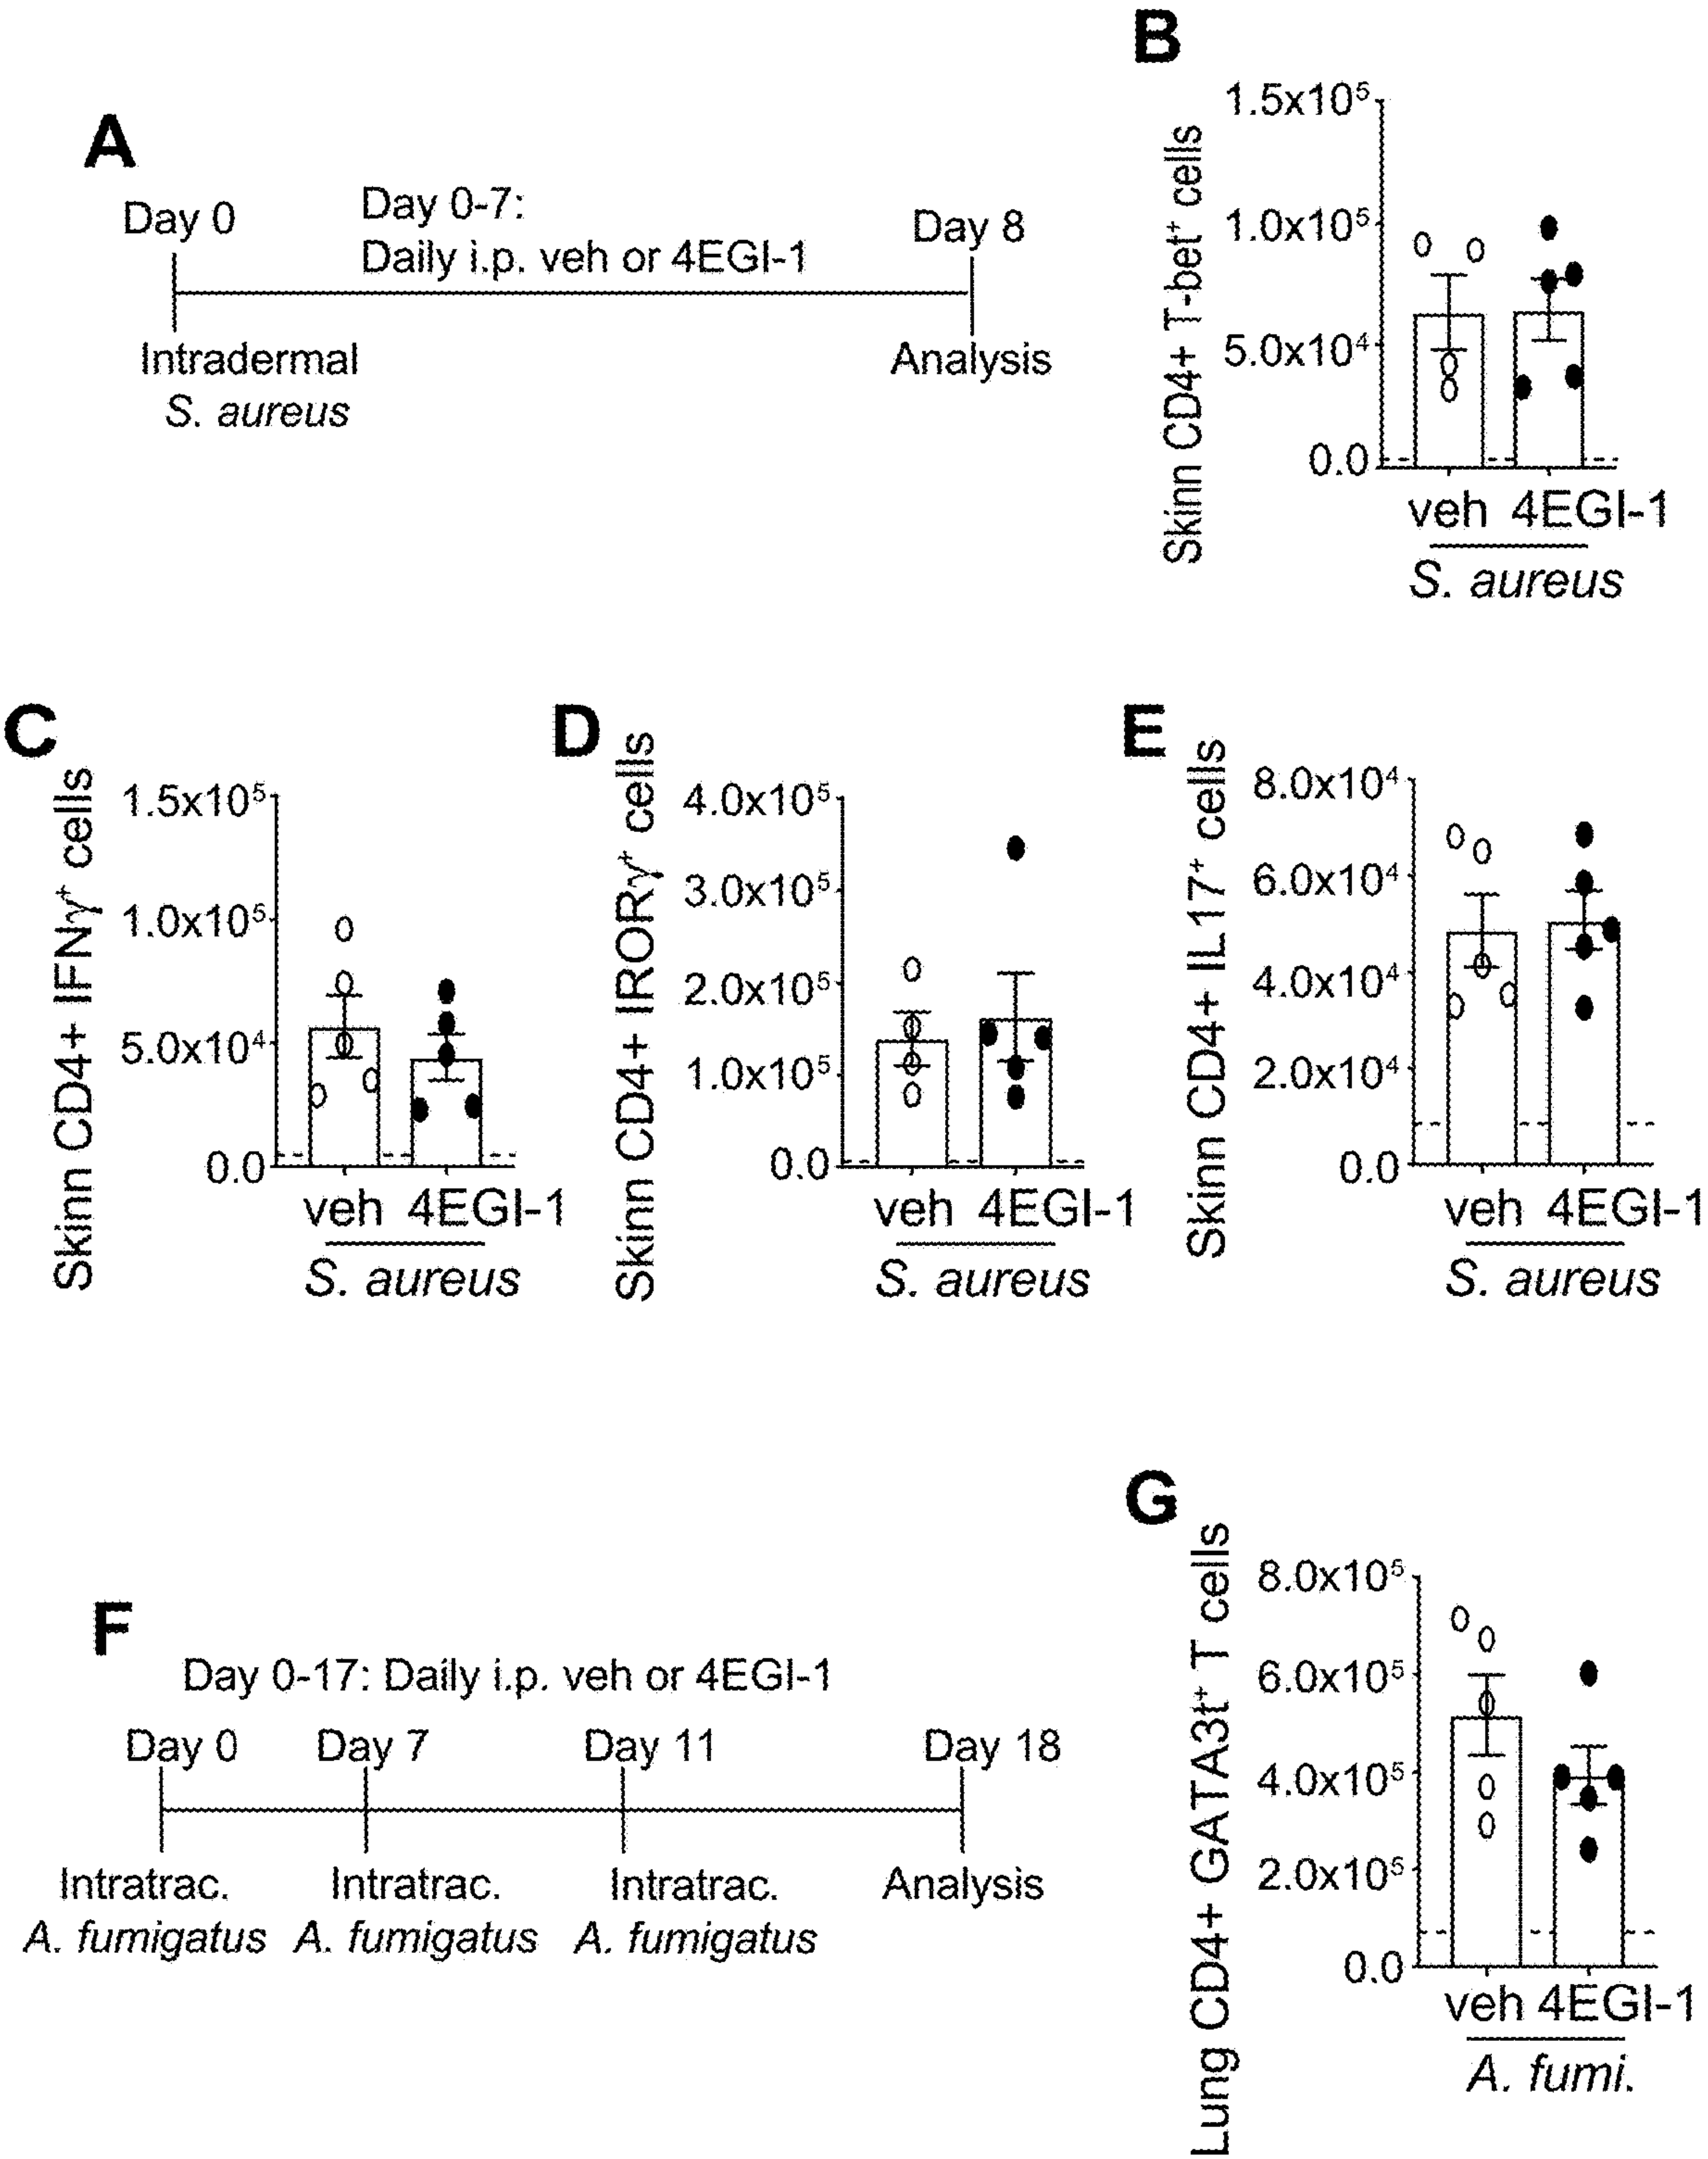 A
Day 0
Day 0-7:
Daily i.p. veh or 4EGI-1
Day 8
Intradermal
S. aureus
Analysis
B
Skinn CD4+ T-bet⁺ cells
1.5x10⁵
1.0x10⁵
5.0x10⁴
0.0
veh 4EGI-1
S. aureus
C
Skinn CD4+ IFNγ⁺ cells
1.5x10⁵
1.0x10⁵
5.0x10⁴
0.0
veh 4EGI-1
S. aureus
D
Skinn CD4+ IRORγ⁺ cells
4.0x10⁵
3.0x10⁵
2.0x10⁵
1.0x10⁵
0.0
veh 4EGI-1
S. aureus
E
Skinn CD4+ IL17⁺ cells
8.0x10⁴
6.0x10⁴
4.0x10⁴
2.0x10⁴
0.0
veh 4EGI-1
S. aureus
F
Day 0-17: Daily i.p. veh or 4EGI-1
Day 0 Day 7 Day 11 Day 18
Intratrac. Intratrac. Intratrac. Analysis
A. fumigatus A. fumigatus A. fumigatus
G
Lung CD4+ GATA3t⁺ T cells
8.0x10⁵
6.0x10⁵
4.0x10⁵
2.0x10⁵
0.0
veh 4EGI-1
A. fumi.